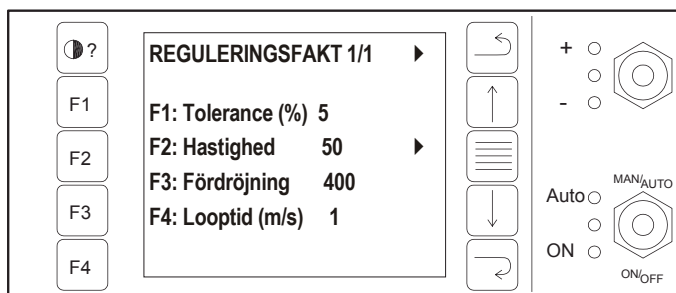 ?
F1
F2
F3
F4
REGULERINGSFAKT 1/1
F1: Tolerance (%) 5
F2: Hastighed 50
F3: Fördröjning 400
F4: Looptid (m/s) 1
+
-
MAN/AUTO
Auto
ON
ON/OFF